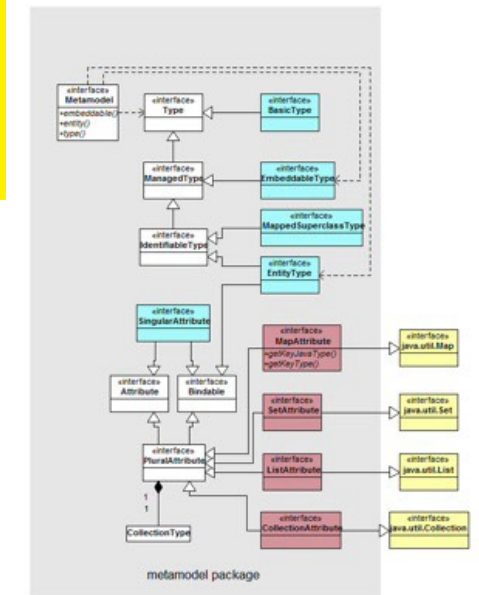 «interface»
Metamodel
+embeddable()
+entity()
+type()
«interface»
Type
«interface»
BasicType
«interface»
ManagedType
«interface»
EmbeddableType
«interface»
MappedSuperclassType
«interface»
IdentifiableType
«interface»
EntityType
«interface»
SingularAttribute
«interface»
MapAttribute
+getKeyJavaType()
+getKeyType()
«interface»
java.util.Map
«interface»
Attribute
«interface»
Bindable
«interface»
SetAttribute
«interface»
java.util.Set
«interface»
PluralAttribute
«interface»
ListAttribute
«interface»
java.util.List
1
1
CollectionType
«interface»
CollectionAttribute
«interface»
java.util.Collection
metamodel package